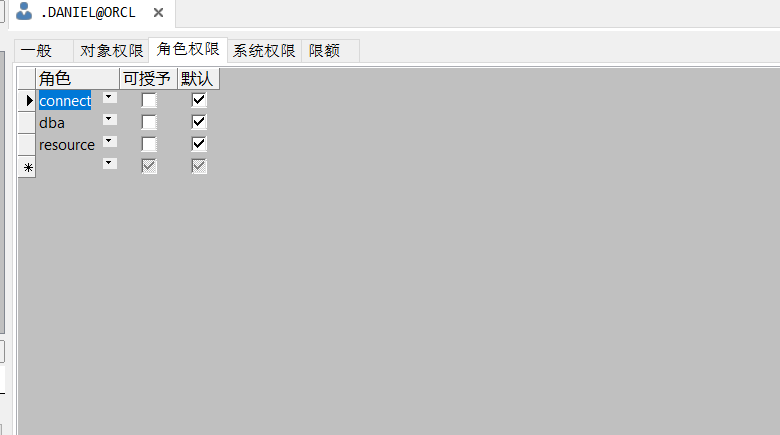 .DANIEL@ORCL
一般 对象权限 角色权限 系统权限 限额
角色 可授予 默认
connect
dba
resource